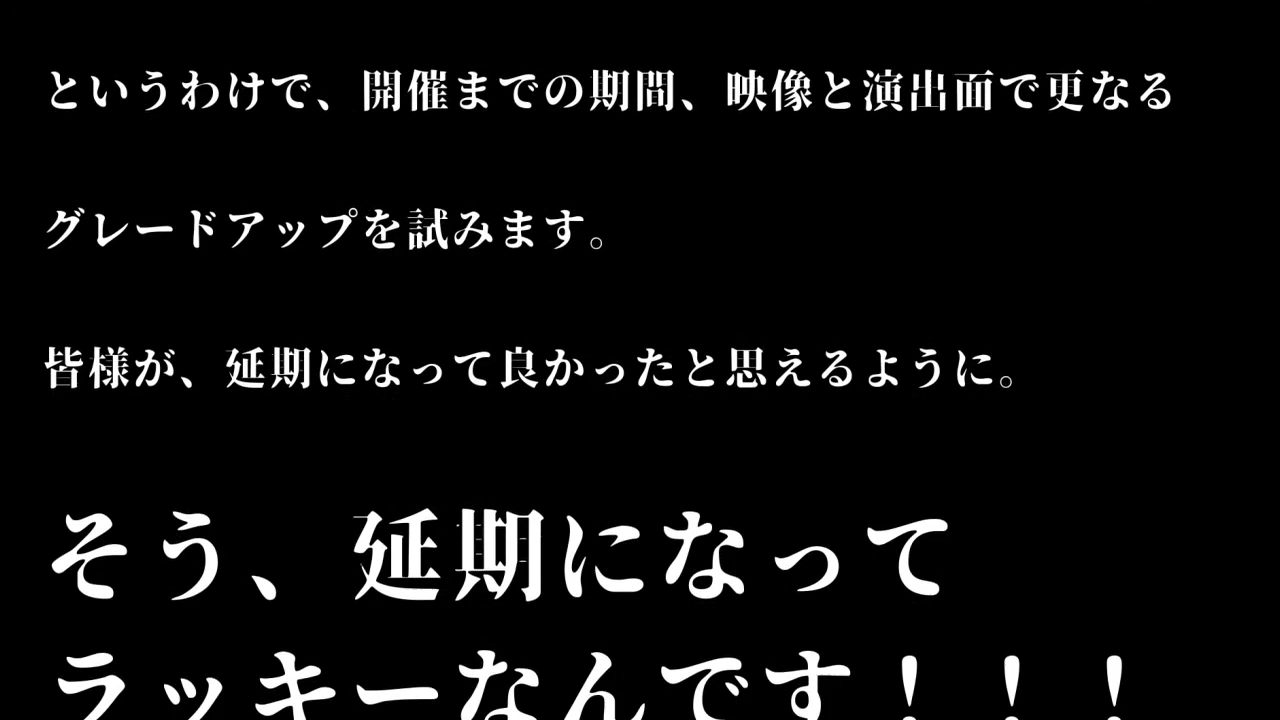 というわけで、開催までの期間、映像と演出面で更なる
グレードアップを試みます。
皆様が、延期になって良かったと思えるように。
そう、延期になって
ラッキーなんです！！！